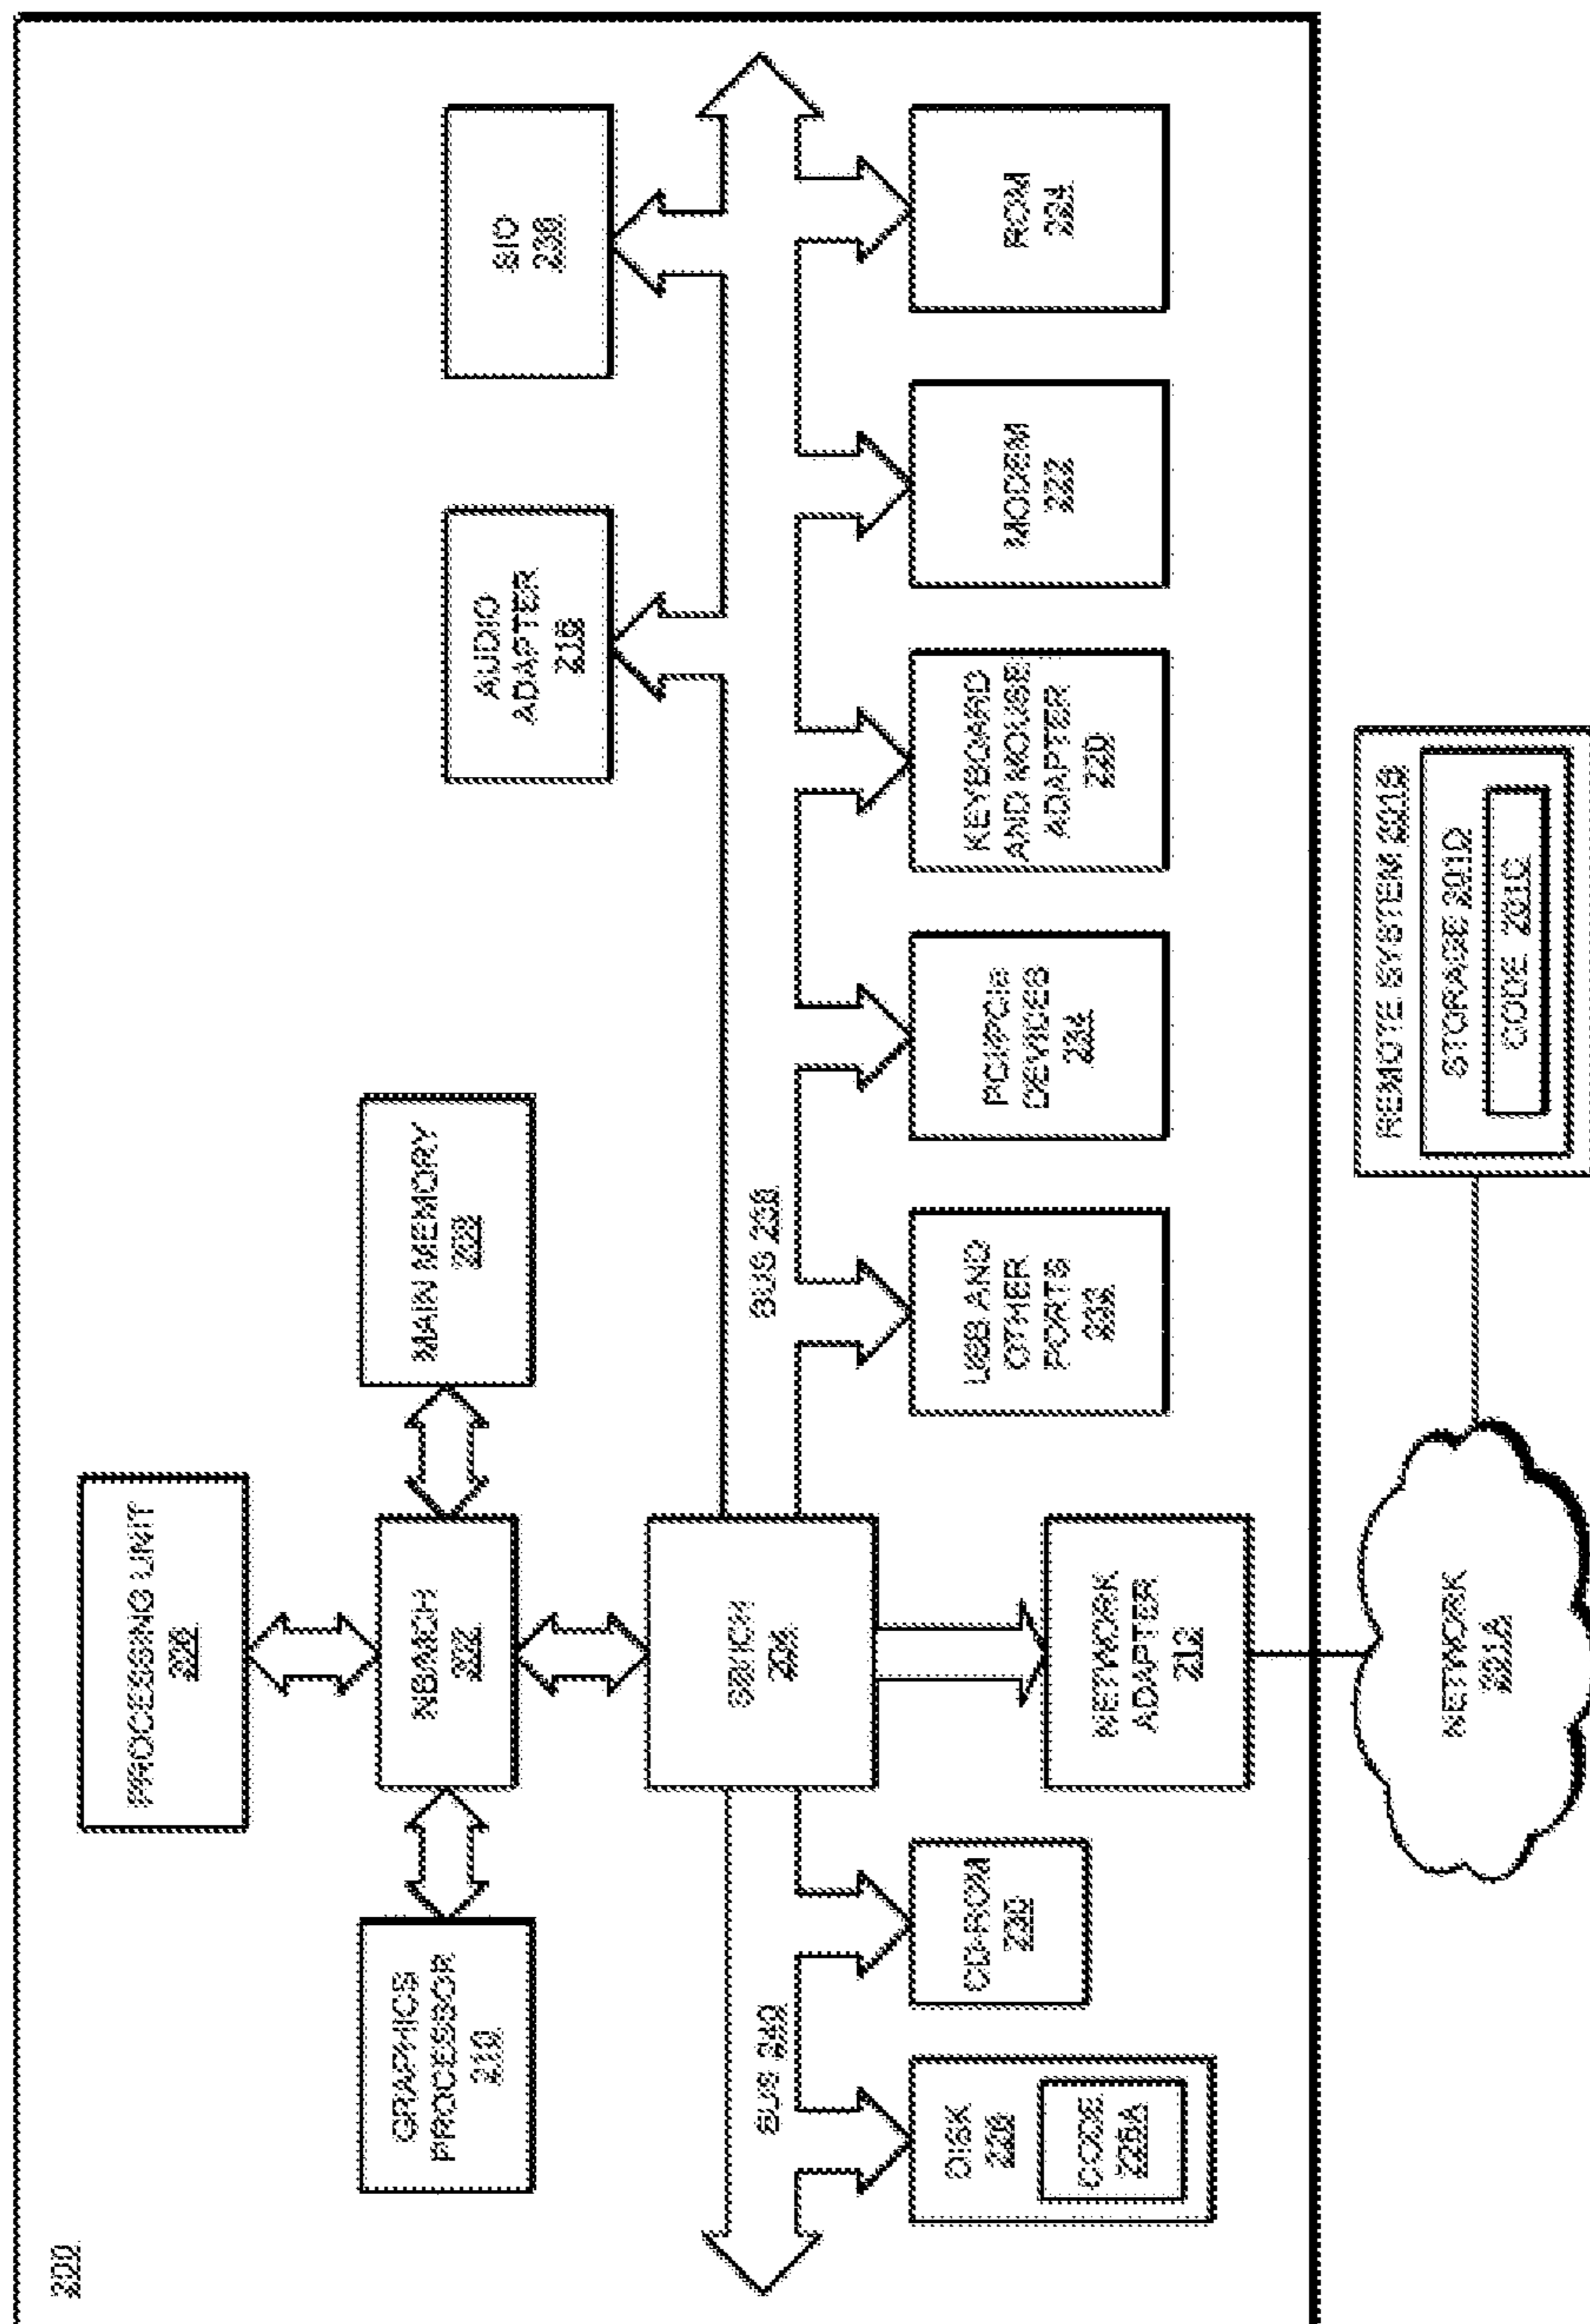 200
PROCESSING UNIT
206
GRAPHICS
PROCESSOR
210
NB/MCH
202
MAIN MEMORY
208
AUDIO
ADAPTER
216
SIO
236
SB/ICH
204
BUS 240
BUS 238
DISK
226
CODE
226A
CD-ROM
230
USB AND
OTHER
PORTS
232
PCI/PCIe
DEVICES
234
KEYBOARD
AND MOUSE
ADAPTER
220
MODEM
222
ROM
224
NETWORK
ADAPTER
212
NETWORK
201A
REMOTE SYSTEM 201B
STORAGE 201D
CODE 201C